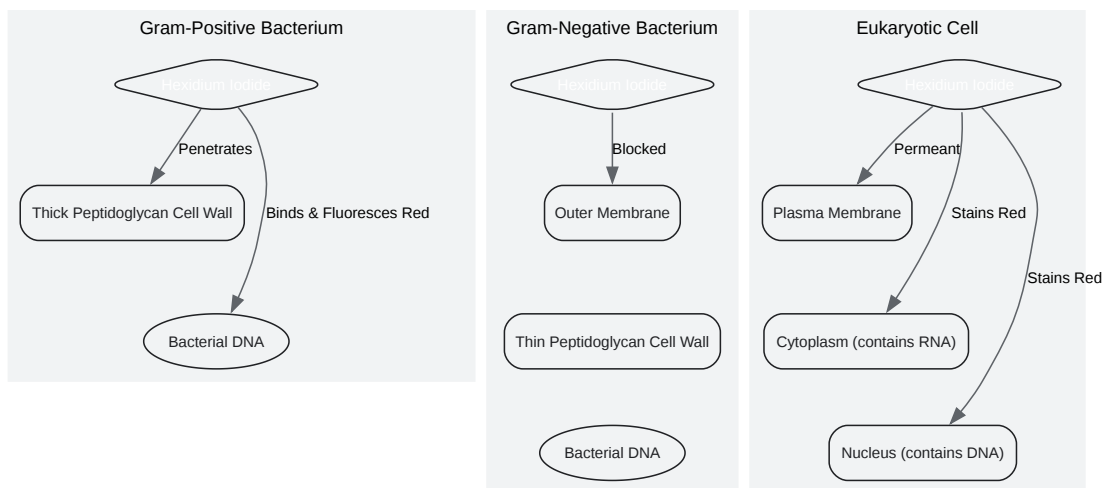 Gram-Positive Bacterium
Hexidium Iodide
Penetrates
Thick Peptidoglycan Cell Wall
Binds & Fluoresces Red
Bacterial DNA
Gram-Negative Bacterium
Hexidium Iodide
Blocked
Outer Membrane
Thin Peptidoglycan Cell Wall
Bacterial DNA
Eukaryotic Cell
Hexidium Iodide
Permeant
Plasma Membrane
Stains Red
Stains Red
Cytoplasm (contains RNA)
Nucleus (contains DNA)